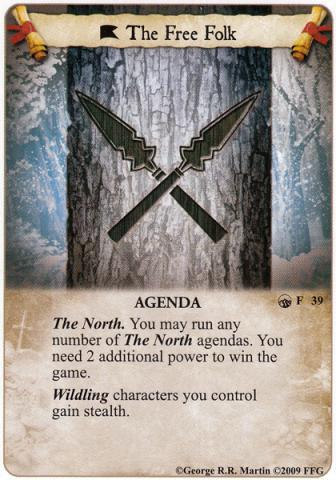 The Free Folk
AGENDA
F 39
The North. You may run any
number of The North agendas. You
need 2 additional power to win the
game.
Wildling characters you control
gain stealth.
©George R.R. Martin ©2009 FFG